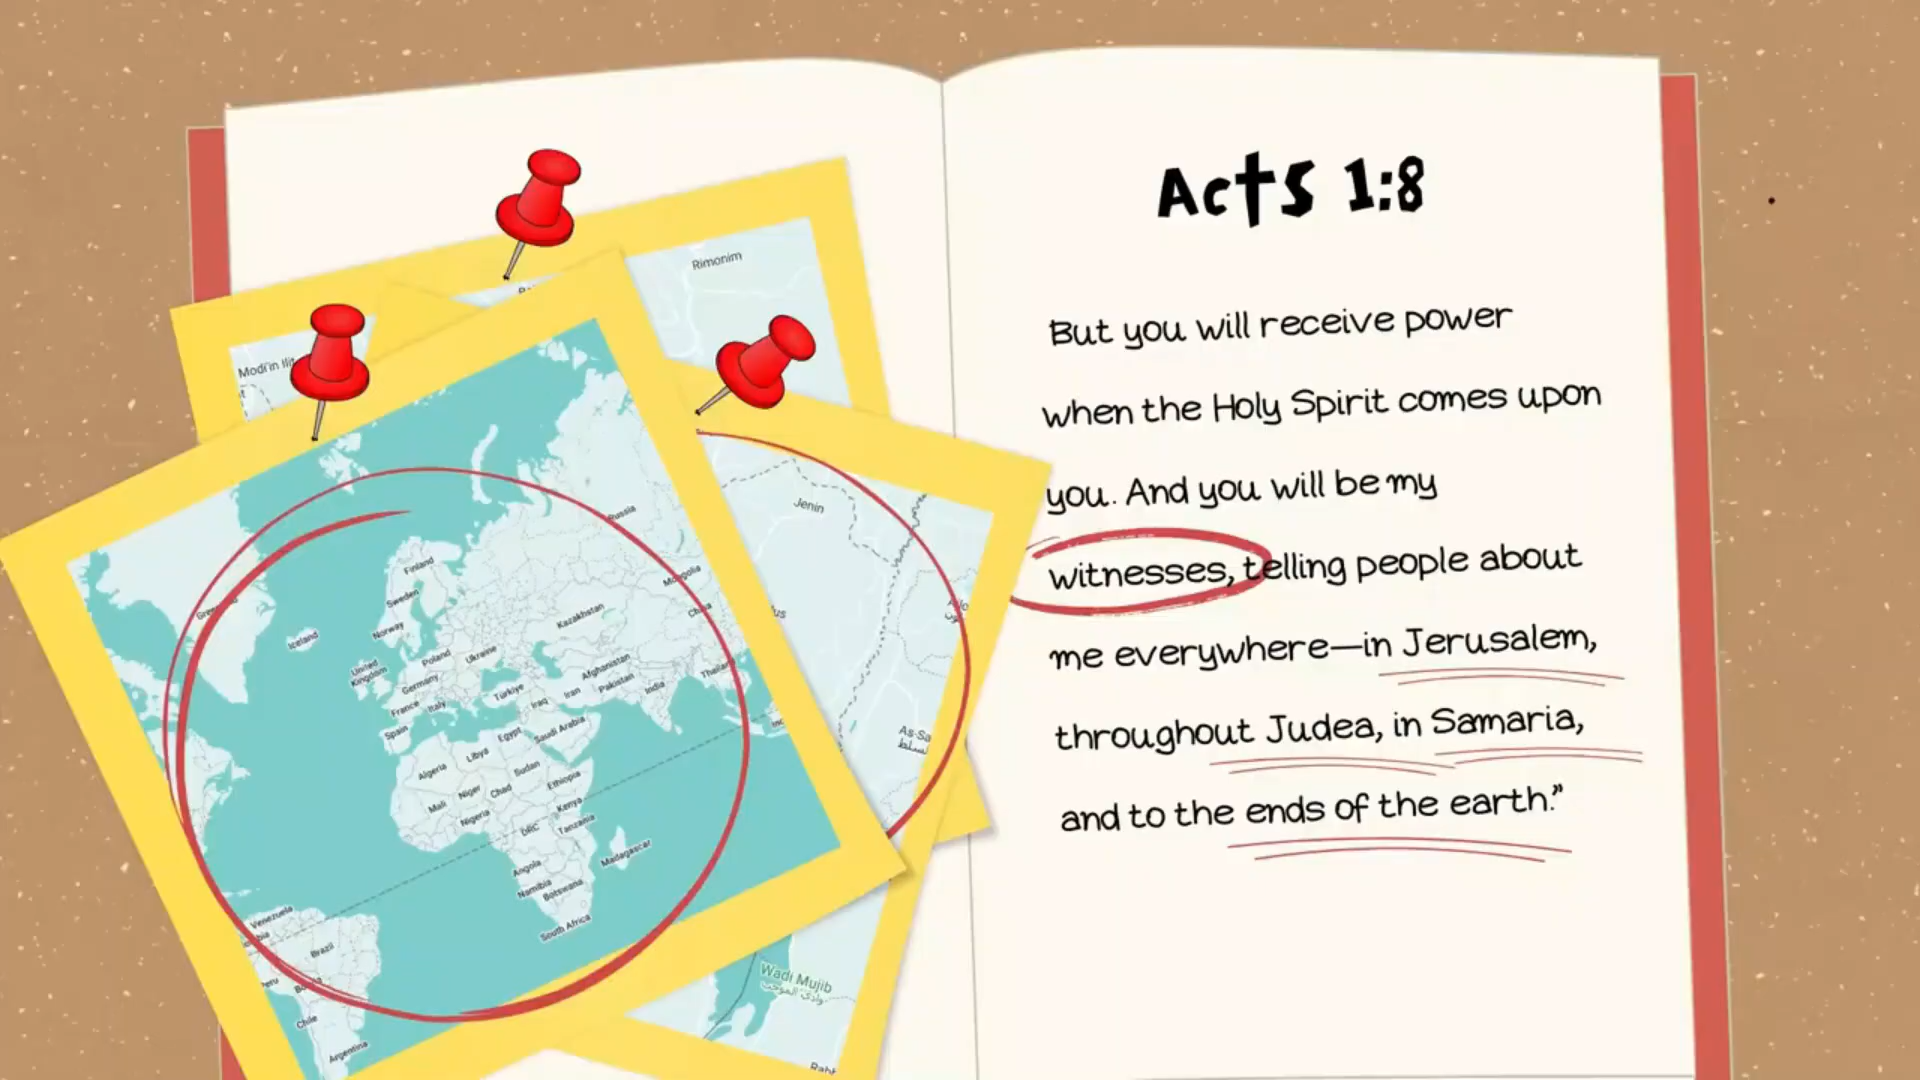 Acts 1:8
But you will receive power
when the Holy Spirit comes upon
you. And you will be my
witnesses, telling people about
me everywhere—in Jerusalem,
throughout Judea, in Samaria,
and to the ends of the earth.”
Rimonim
Modi'in Ilit
Jenin
Wadi Mujib
وادي الموجب
Russia
Finland
Sweden
Norway
Iceland
United
Kingdom
Poland
Ukraine
Germany
France
Italy
Spain
Türkiye
Kazakhstan
Mongolia
China
Afghanistan
Pakistan
Iran
Iraq
India
Thailand
Saudi Arabia
Egypt
Libya
Algeria
Mali
Niger
Chad
Sudan
Ethiopia
Nigeria
Kenya
DRC
Tanzania
Angola
Namibia
Botswana
Madagascar
South Africa
Venezuela
Brazil
Chile
Argentina